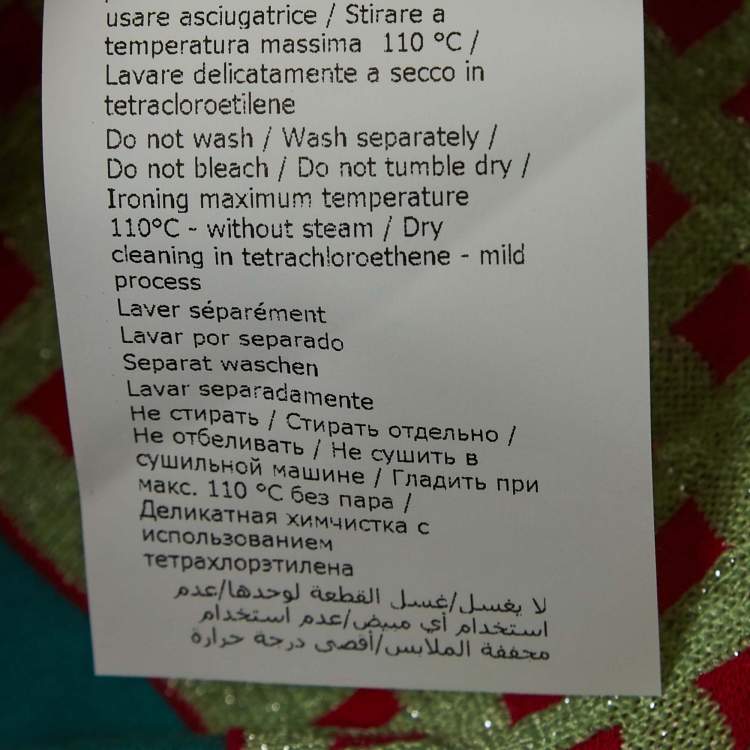 usare asciugatrice / Stirare a
temperatura massima 110 °C /
Lavare delicatamente a secco in
tetracloroetilene
Do not wash / Wash separately /
Do not bleach / Do not tumble dry /
Ironing maximum temperature
110°C - without steam / Dry
cleaning in tetrachloroethene - mild
process
Laver séparément
Lavar por separado
Separat waschen
Lavar separadamente
Не стирать / Стирать отдельно /
Не отбеливать / Не сушить в
сушильной машине / Гладить при
макс. 110 °C без пара /
Деликатная химчистка с
использованием
тетрахлорэтилена
لا يغسل/غسل القطعة لوحدها/عدم
استخدام أي مبيض/عدم استخدام
مجففة الملابس/أقصى درجة حرارة